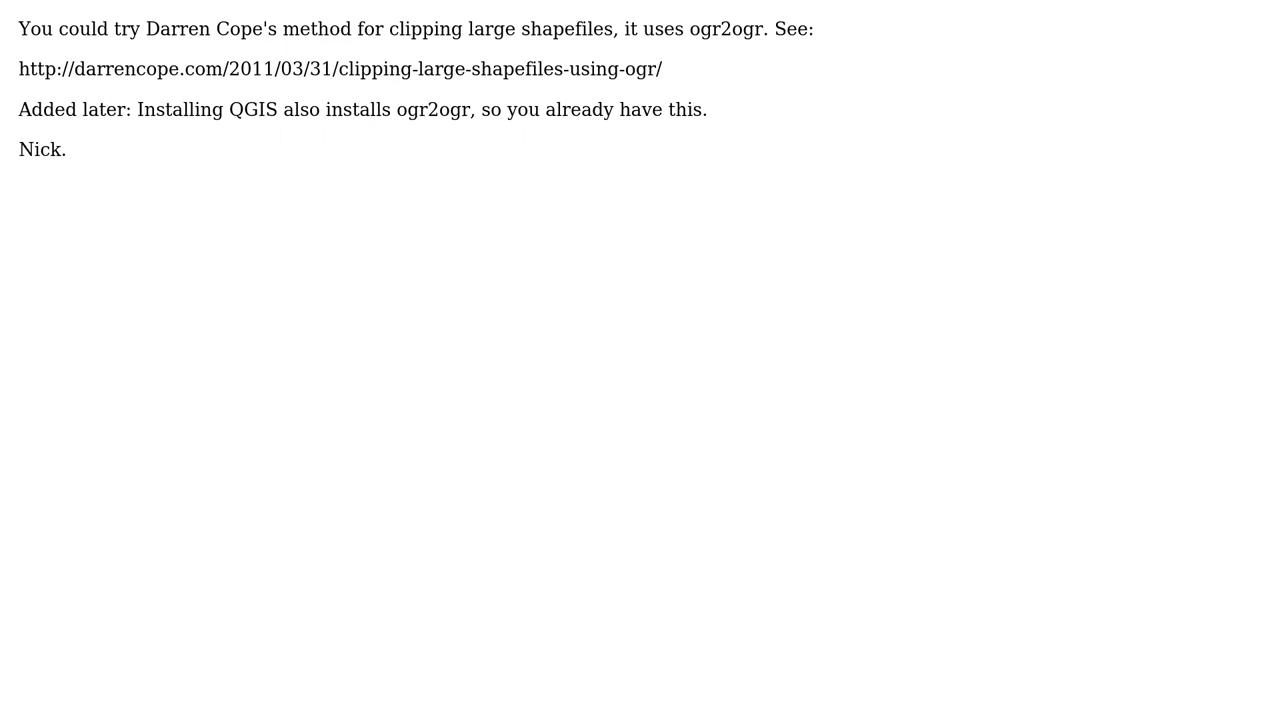 You could try Darren Cope's method for clipping large shapefiles, it uses ogr2ogr. See:
http://darrencope.com/2011/03/31/clipping-large-shapefiles-using-ogr/
Added later: Installing QGIS also installs ogr2ogr, so you already have this.
Nick.